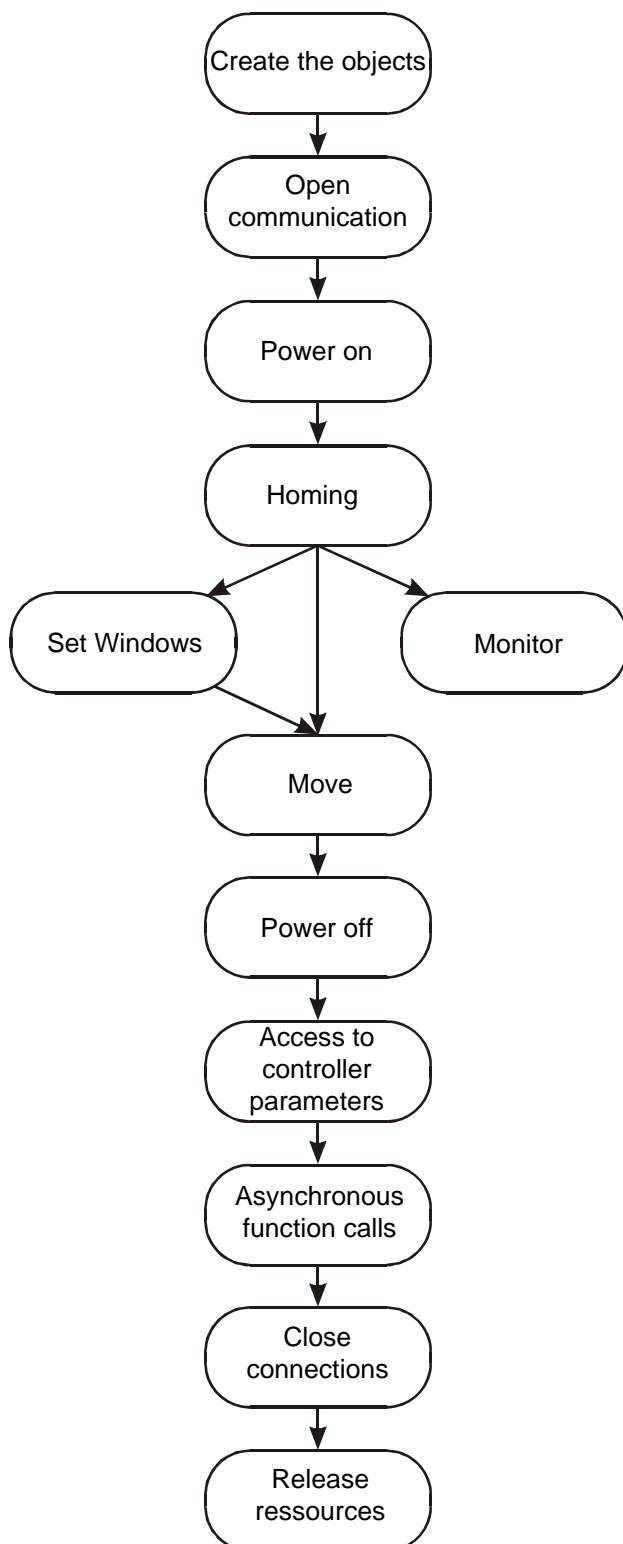 Create the objects
Open
communication
Power on
Homing
Set Windows
Monitor
Move
Power off
Access to
controller
parameters
Asynchronous
function calls
Close
connections
Release
ressources